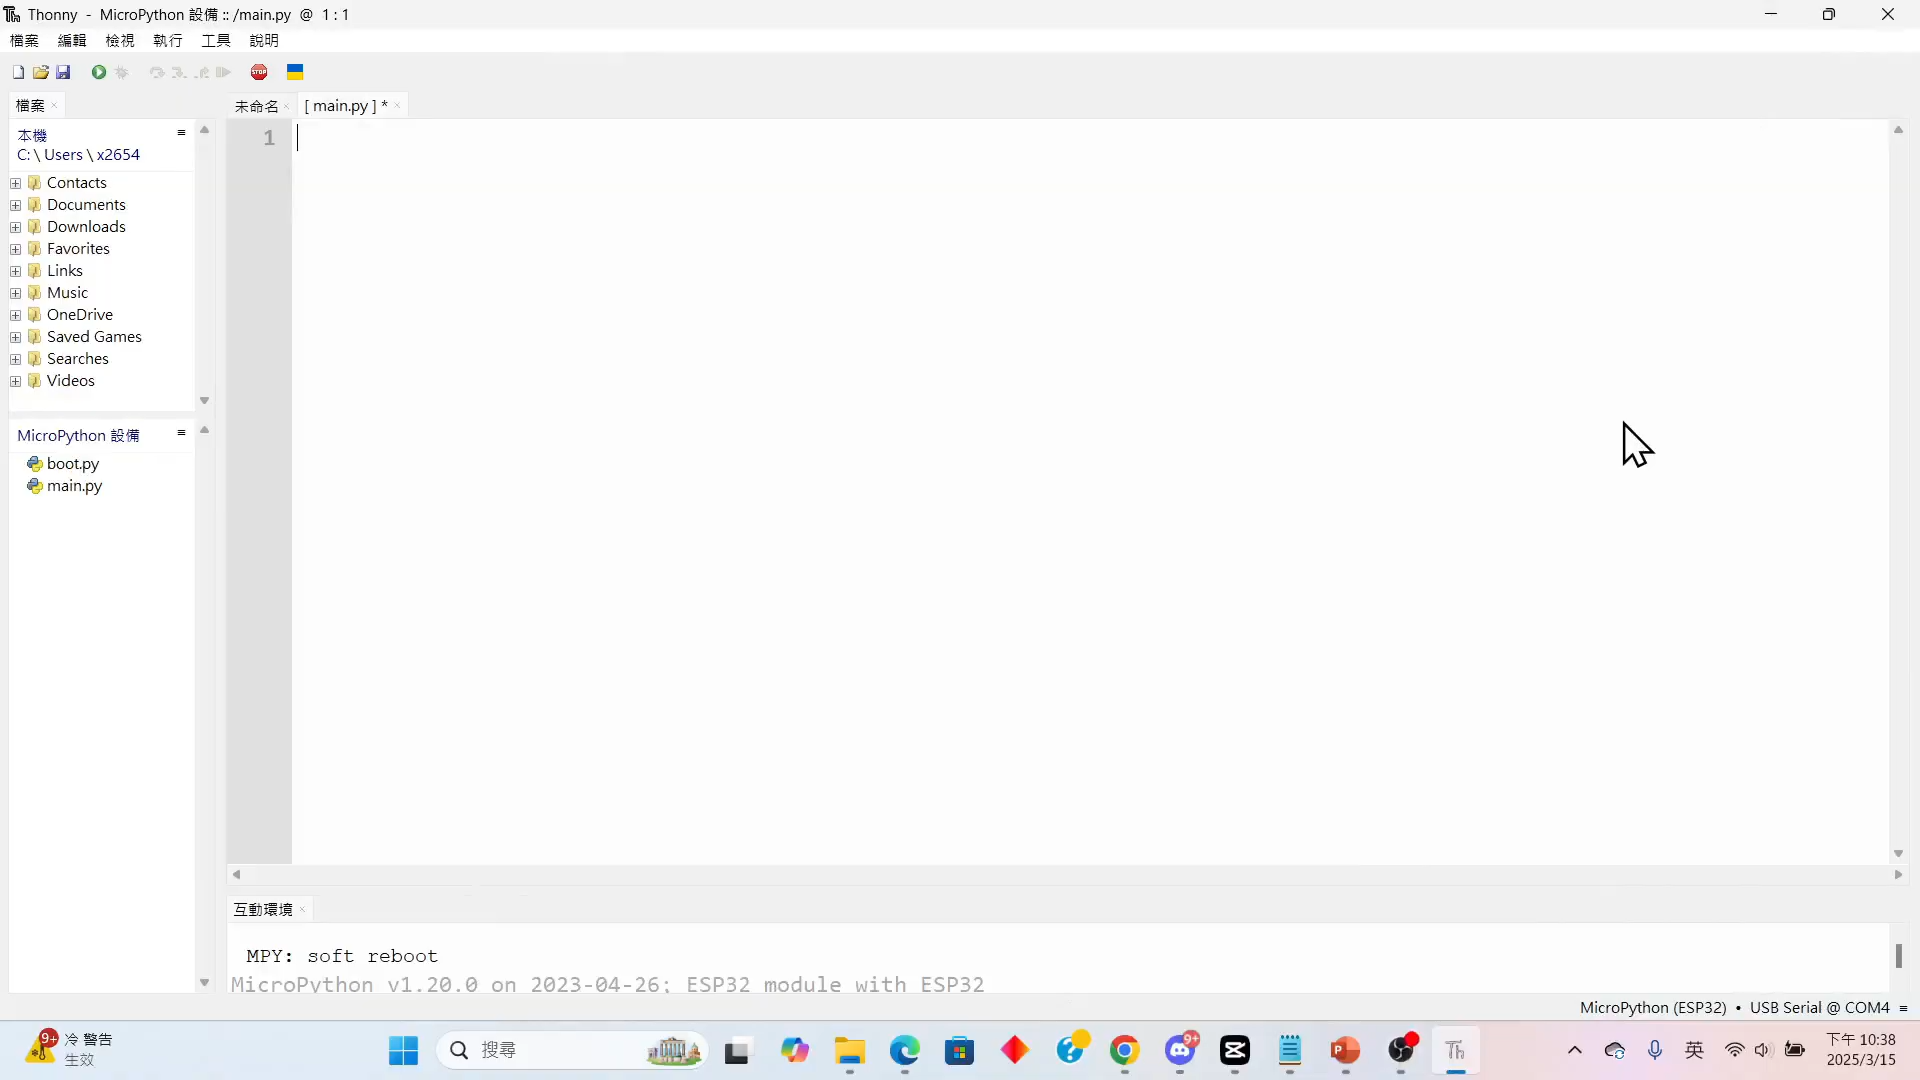 Thonny - MicroPython 設備 :: /main.py @ 1 : 1
檔案 編輯 檢視 執行 工具 說明
STOP
檔案
未命名 [ main.py ] *
本機
C: \ Users \ x2654
1
Contacts
Documents
Downloads
Favorites
Links
Music
OneDrive
Saved Games
Searches
Videos
MicroPython 設備
boot.py
main.py
互動環境
MPY: soft reboot
MicroPython v1.20.0 on 2023-04-26; ESP32 module with ESP32
MicroPython (ESP32) • USB Serial @ COM4
9+
冷 警告
生效
搜尋
9+
P
Th
英
下午 10:38
2025/3/15